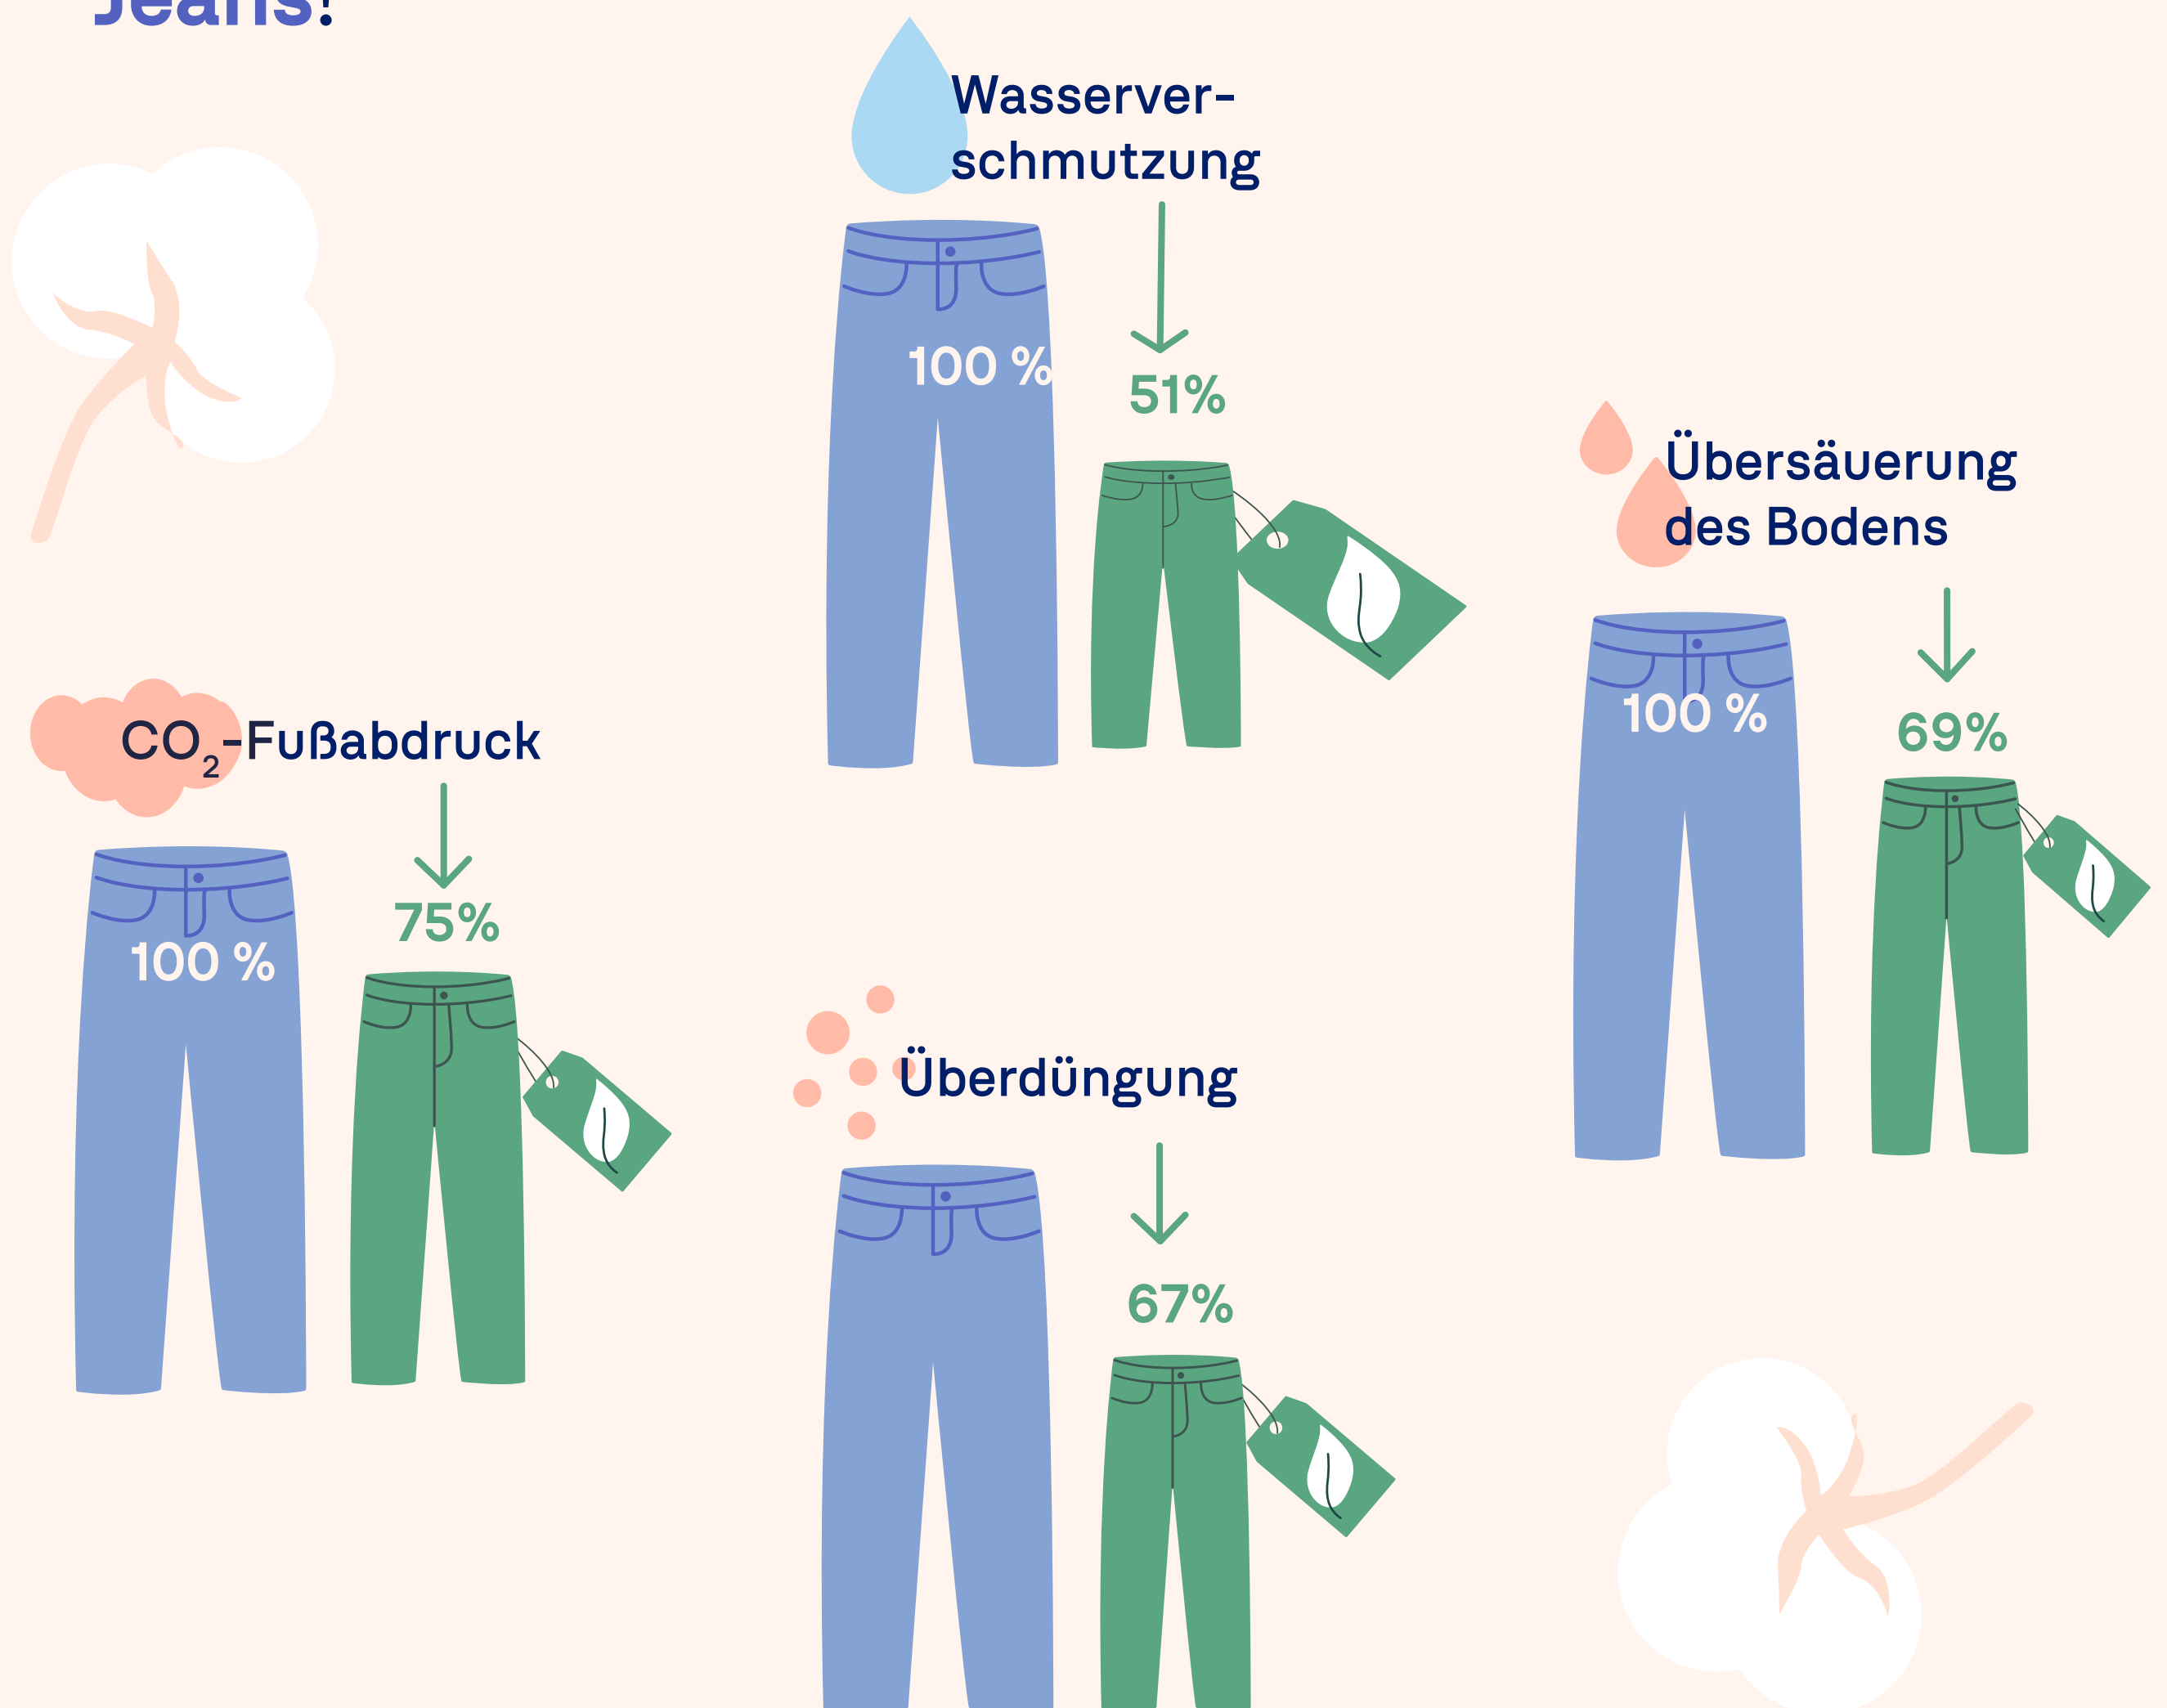 Jeans!
Wasserver-
schmutzung
100 %
51%
Übersäuerung
des Bodens
100 %
69%
CO₂-Fußabdruck
75%
100 %
Überdüngung
67%